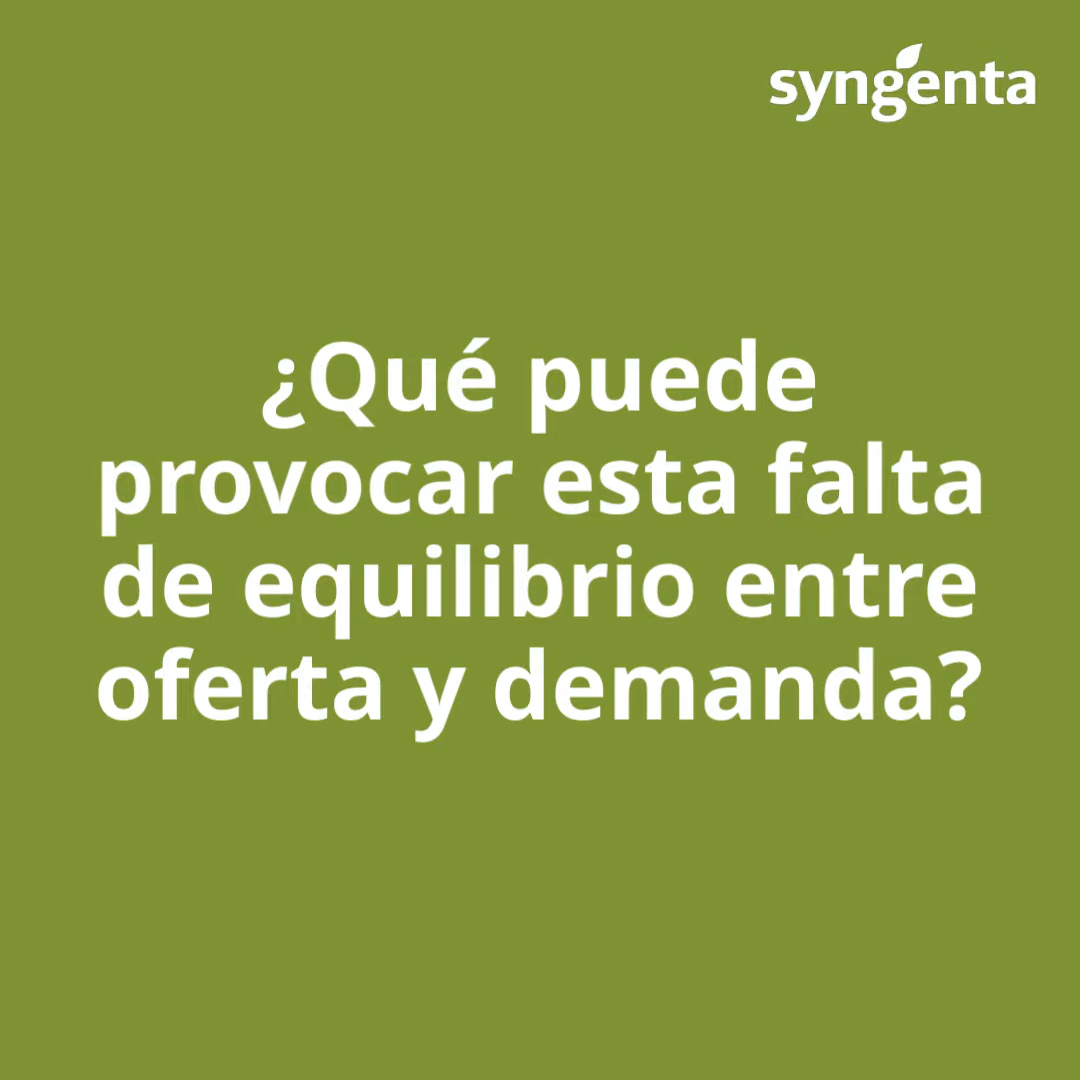 syngenta
¿Qué puede
provocar esta falta
de equilibrio entre
oferta y demanda?